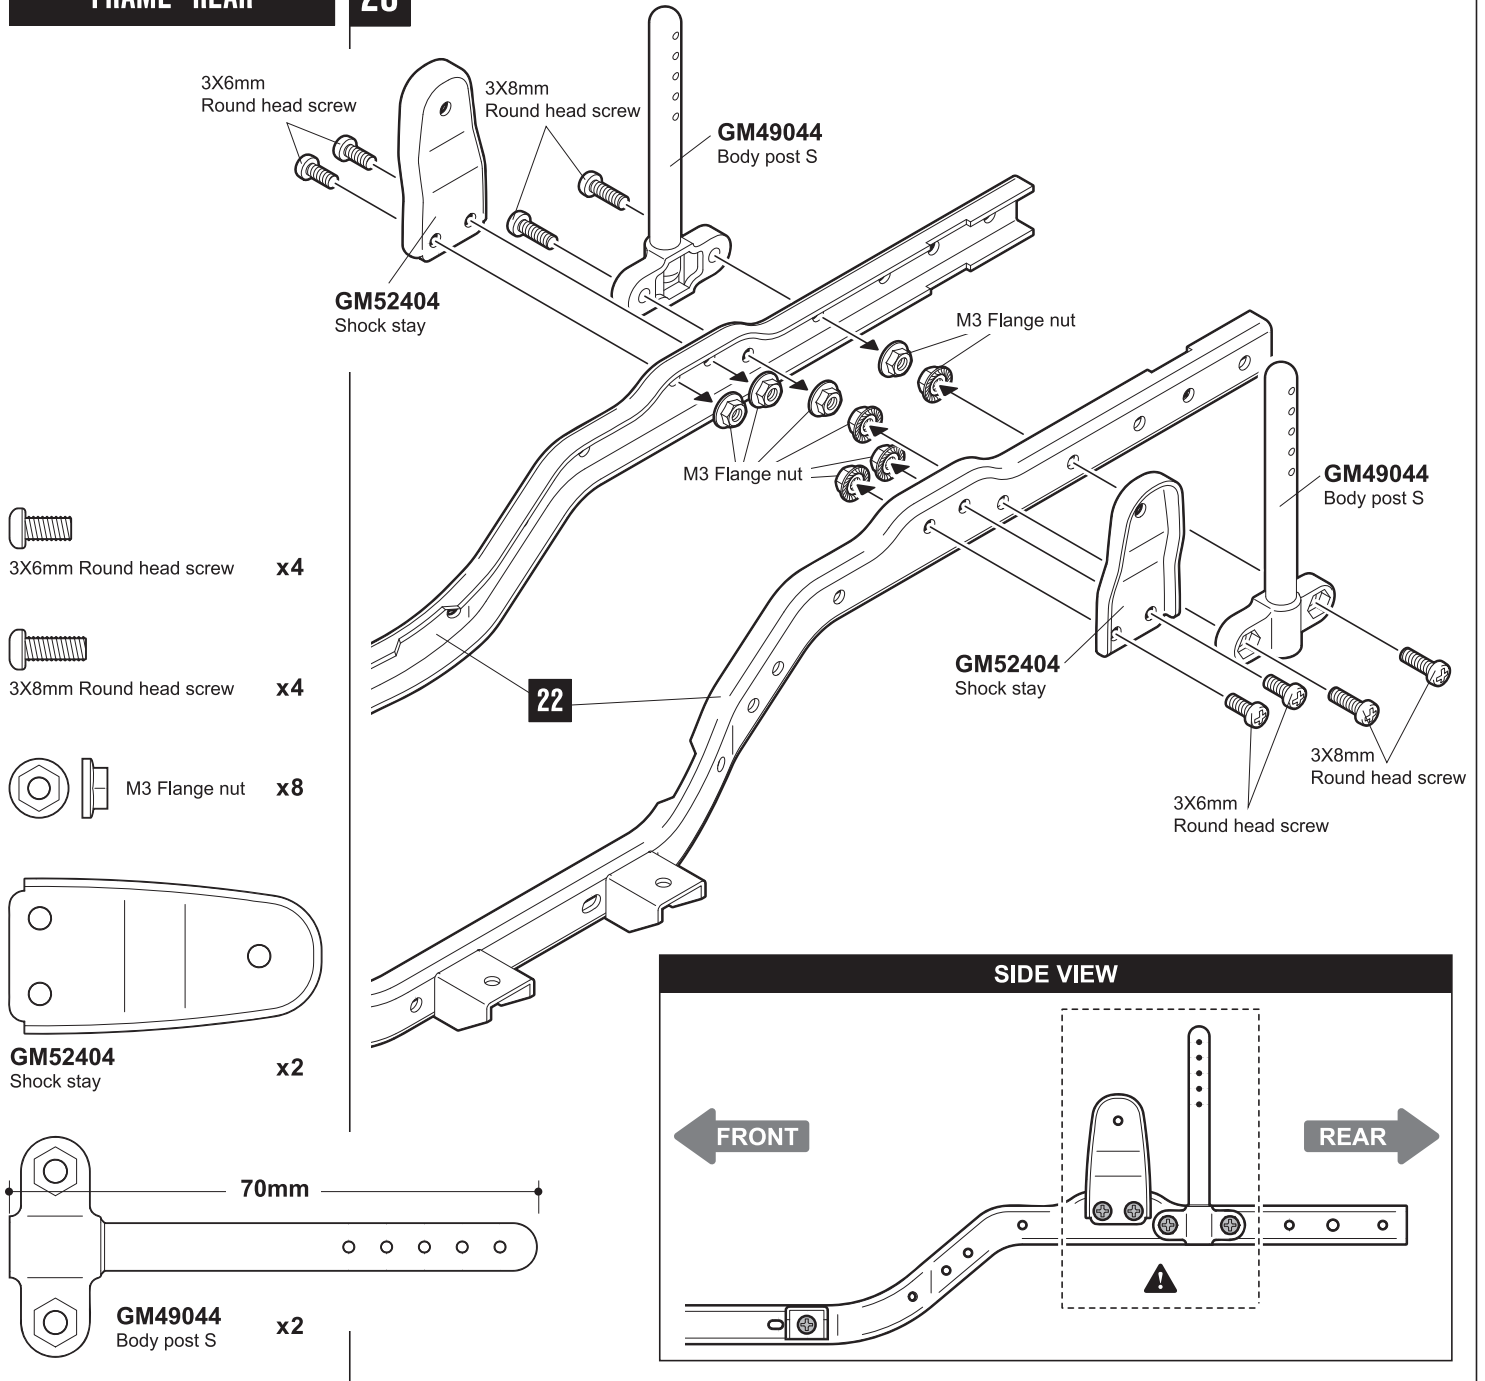 FRAME - REAR
3X6mm
Round head screw
3X8mm
Round head screw
GM49044
Body post S
GM52404
Shock stay
M3 Flange nut
M3 Flange nut
GM49044
Body post S
GM52404
Shock stay
22
3X8mm
Round head screw
3X6mm
Round head screw
3X6mm Round head screw x4
3X8mm Round head screw x4
M3 Flange nut x8
GM52404
Shock stay x2
70mm
GM49044
Body post S x2
SIDE VIEW
FRONT
REAR